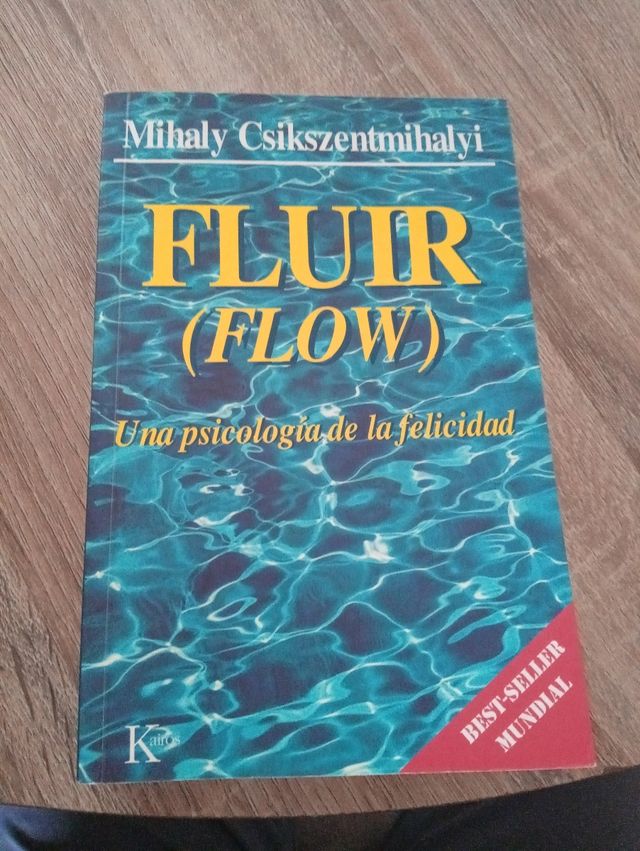 Mihaly Csikszentmihalyi
FLUIR
(FLOW)
Una psicología de la felicidad
BEST-SELLER
MUNDIAL
Kairós